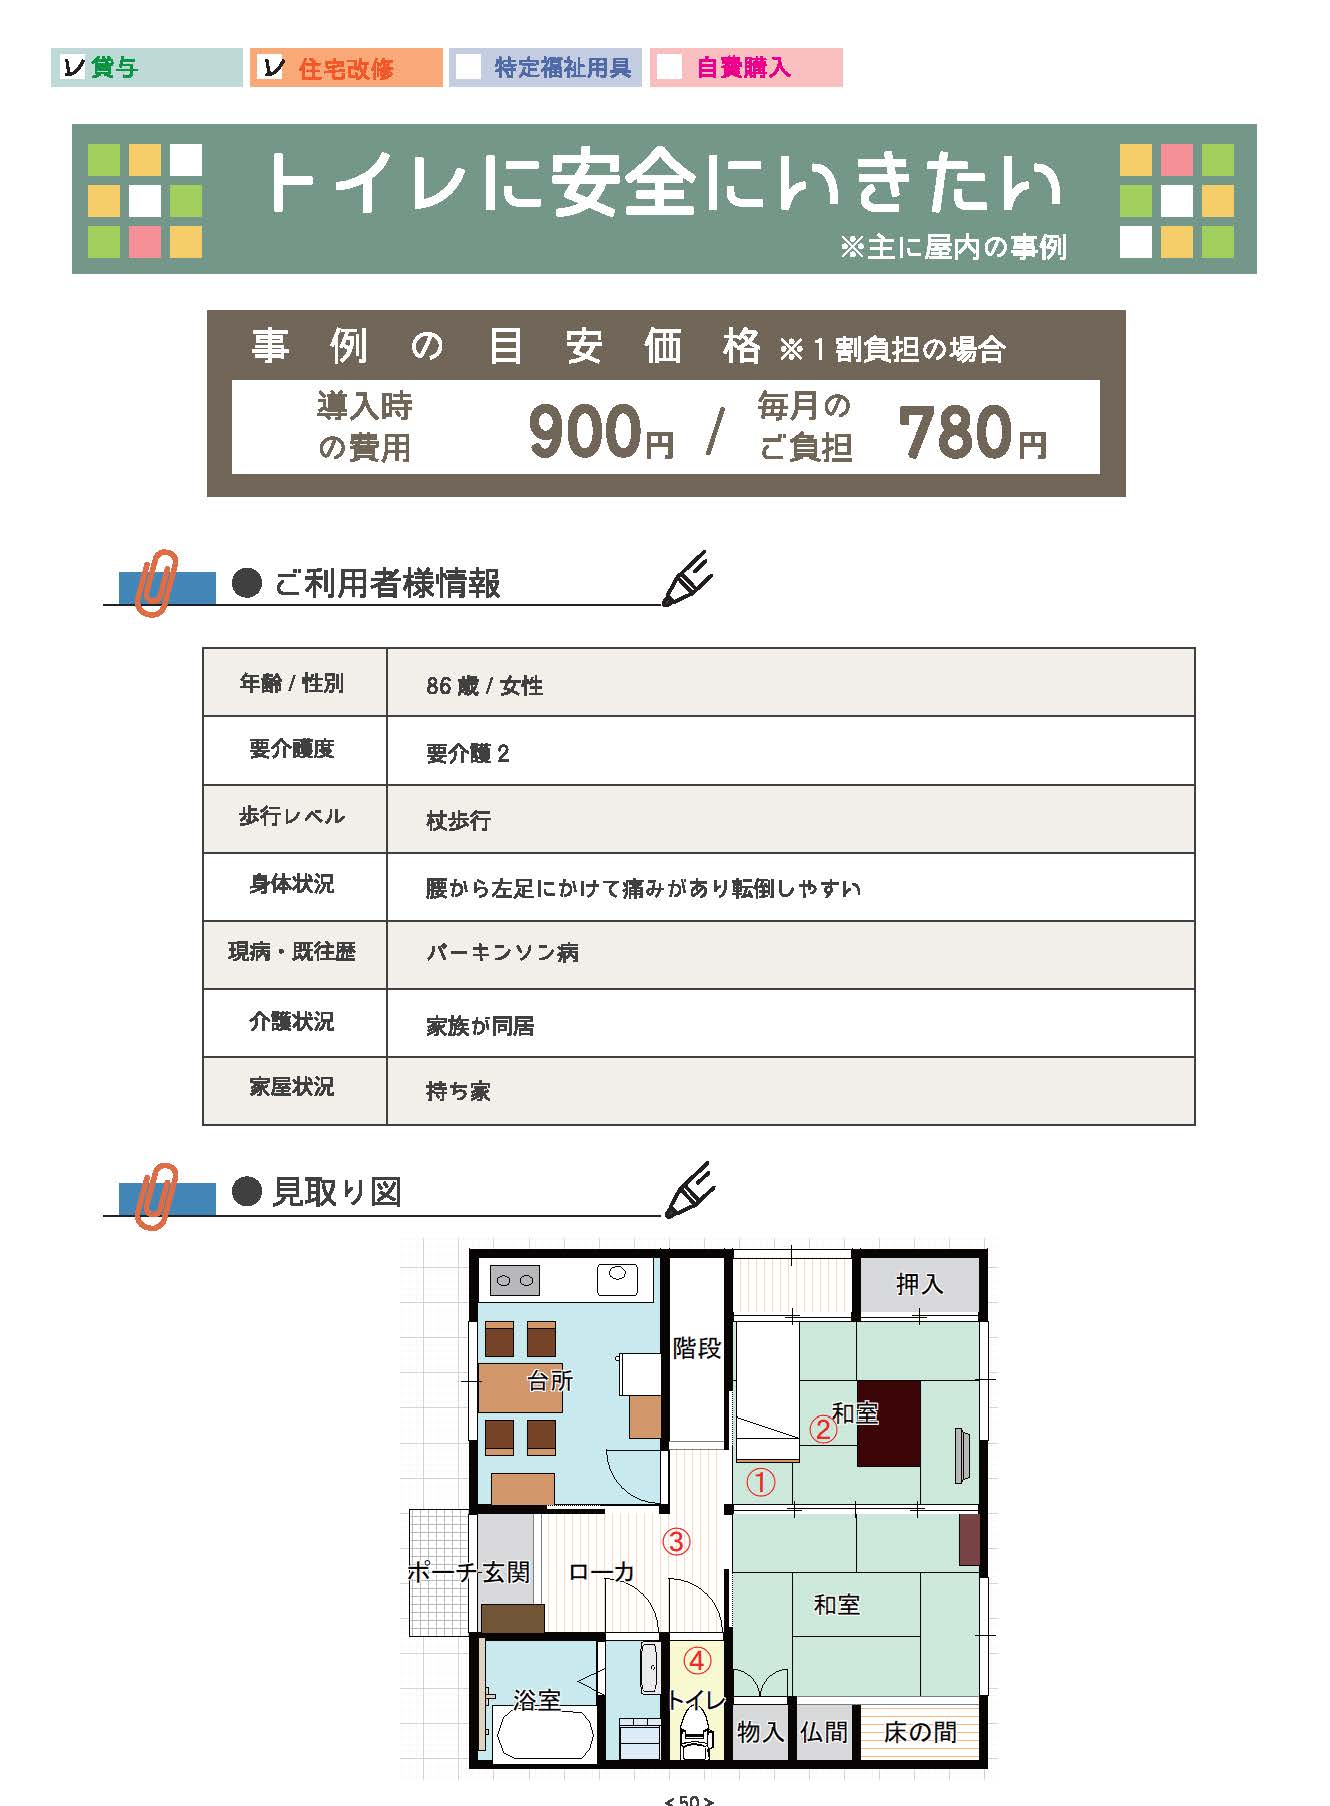 レ貸与 レ住宅改修 特定福祉用具 自費購入
トイレに安全にいきたい
※主に屋内の事例
事例の目安価格 ※1割負担の場合
導入時の費用 900円 / 毎月のご負担 780円
● ご利用者様情報
年齢 / 性別 86 歳 / 女性
要介護度 要介護 2
歩行レベル 杖歩行
身体状況 腰から左足にかけて痛みがあり転倒しやすい
現病・既往歴 パーキンソン病
介護状況 家族が同居
家屋状況 持ち家
● 見取り図
押入
階段
台所
和室
②
①
③
ポーチ 玄関 ローカ
和室
④
浴室 トイレ
物入 仏間 床の間
<50>